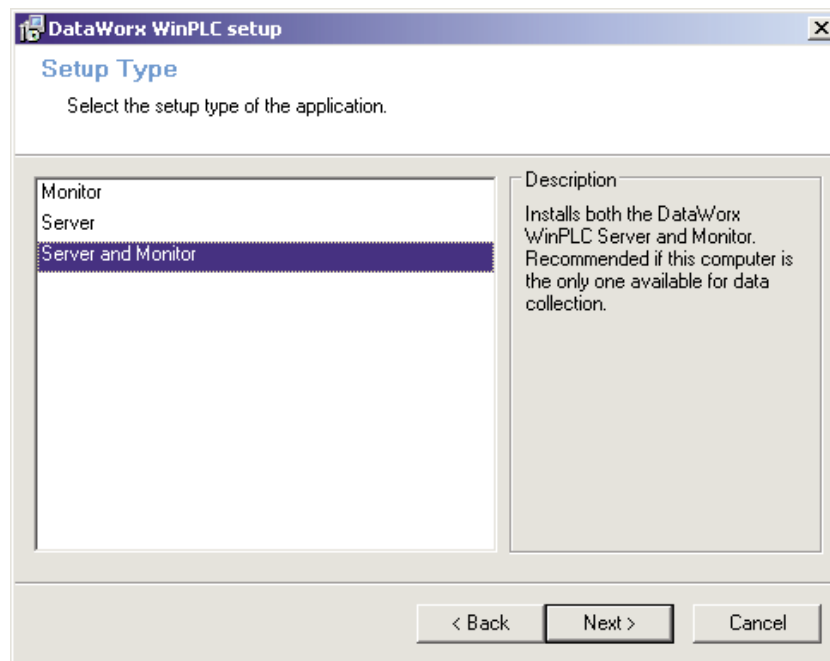 DataWorx WinPLC setup
Setup Type
Select the setup type of the application.
Monitor
Server
Server and Monitor
Description
Installs both the DataWorx
WinPLC Server and Monitor.
Recommended if this computer is
the only one available for data
collection.
< Back
Next >
Cancel